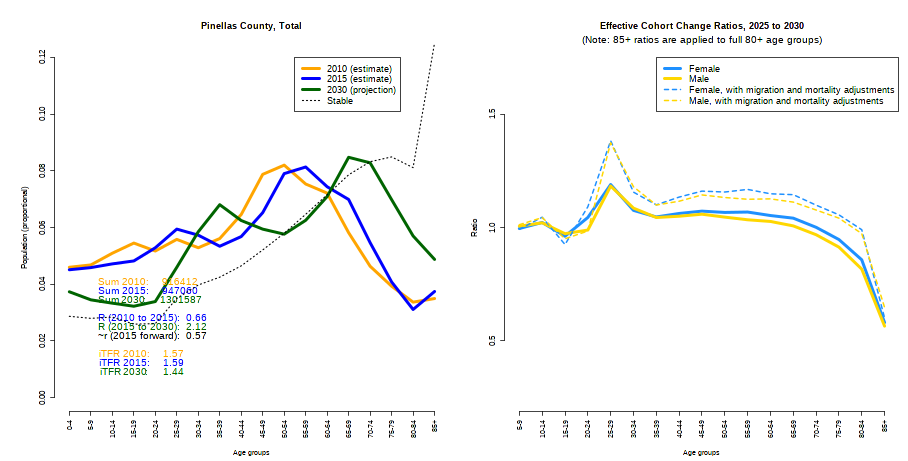 Pinellas County, Total
2010 (estimate)
2015 (estimate)
2030 (projection)
Stable
Population (proportional)
0.00
0.02
0.04
0.06
0.08
0.10
0.12
Sum 2010: 916412
Sum 2015: 947080
Sum 2030: 1301587
R (2010 to 2015): 0.66
R (2015 to 2030): 2.12
~r (2015 forward): 0.57
iTFR 2010: 1.57
iTFR 2015: 1.59
iTFR 2030: 1.44
0-4
5-9
10-14
15-19
20-24
25-29
30-34
35-39
40-44
45-49
50-54
55-59
60-64
65-69
70-74
75-79
80-84
85+
Age groups
Effective Cohort Change Ratios, 2025 to 2030
(Note: 85+ ratios are applied to full 80+ age groups)
Female
Male
Female, with migration and mortality adjustments
Male, with migration and mortality adjustments
Ratio
0.5
1.0
1.5
5-9
10-14
15-19
20-24
25-29
30-34
35-39
40-44
45-49
50-54
55-59
60-64
65-69
70-74
75-79
80-84
85+
Age groups